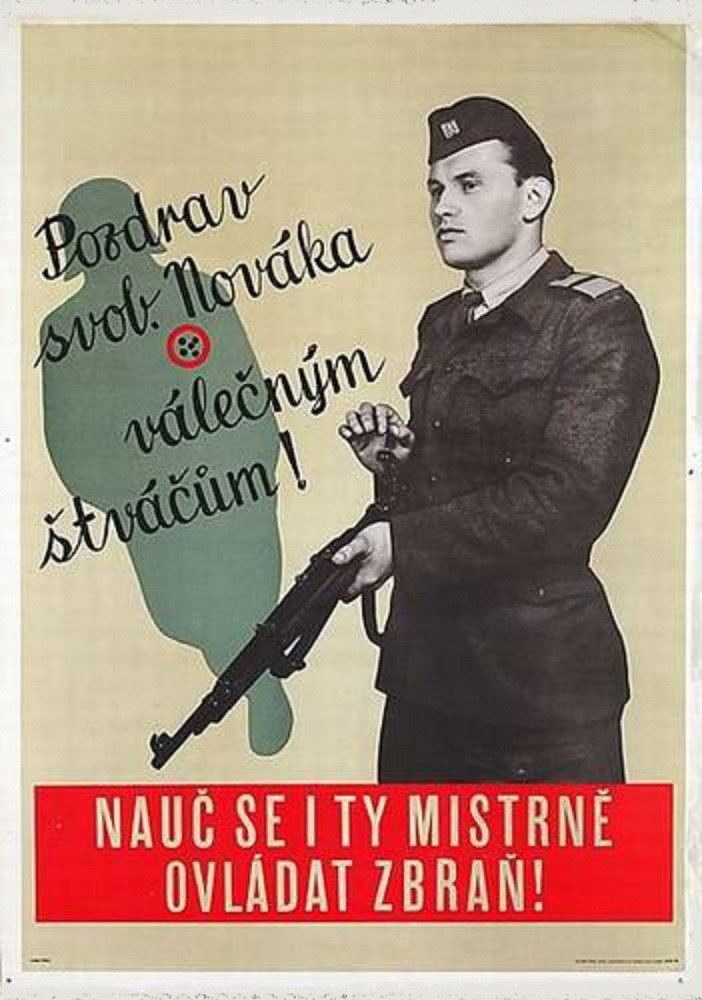 Pozdrav
svob. Nováka
válečným
štváčům!
NAUČ SE I TY MISTRNĚ
OVLÁDAT ZBRAŇ!